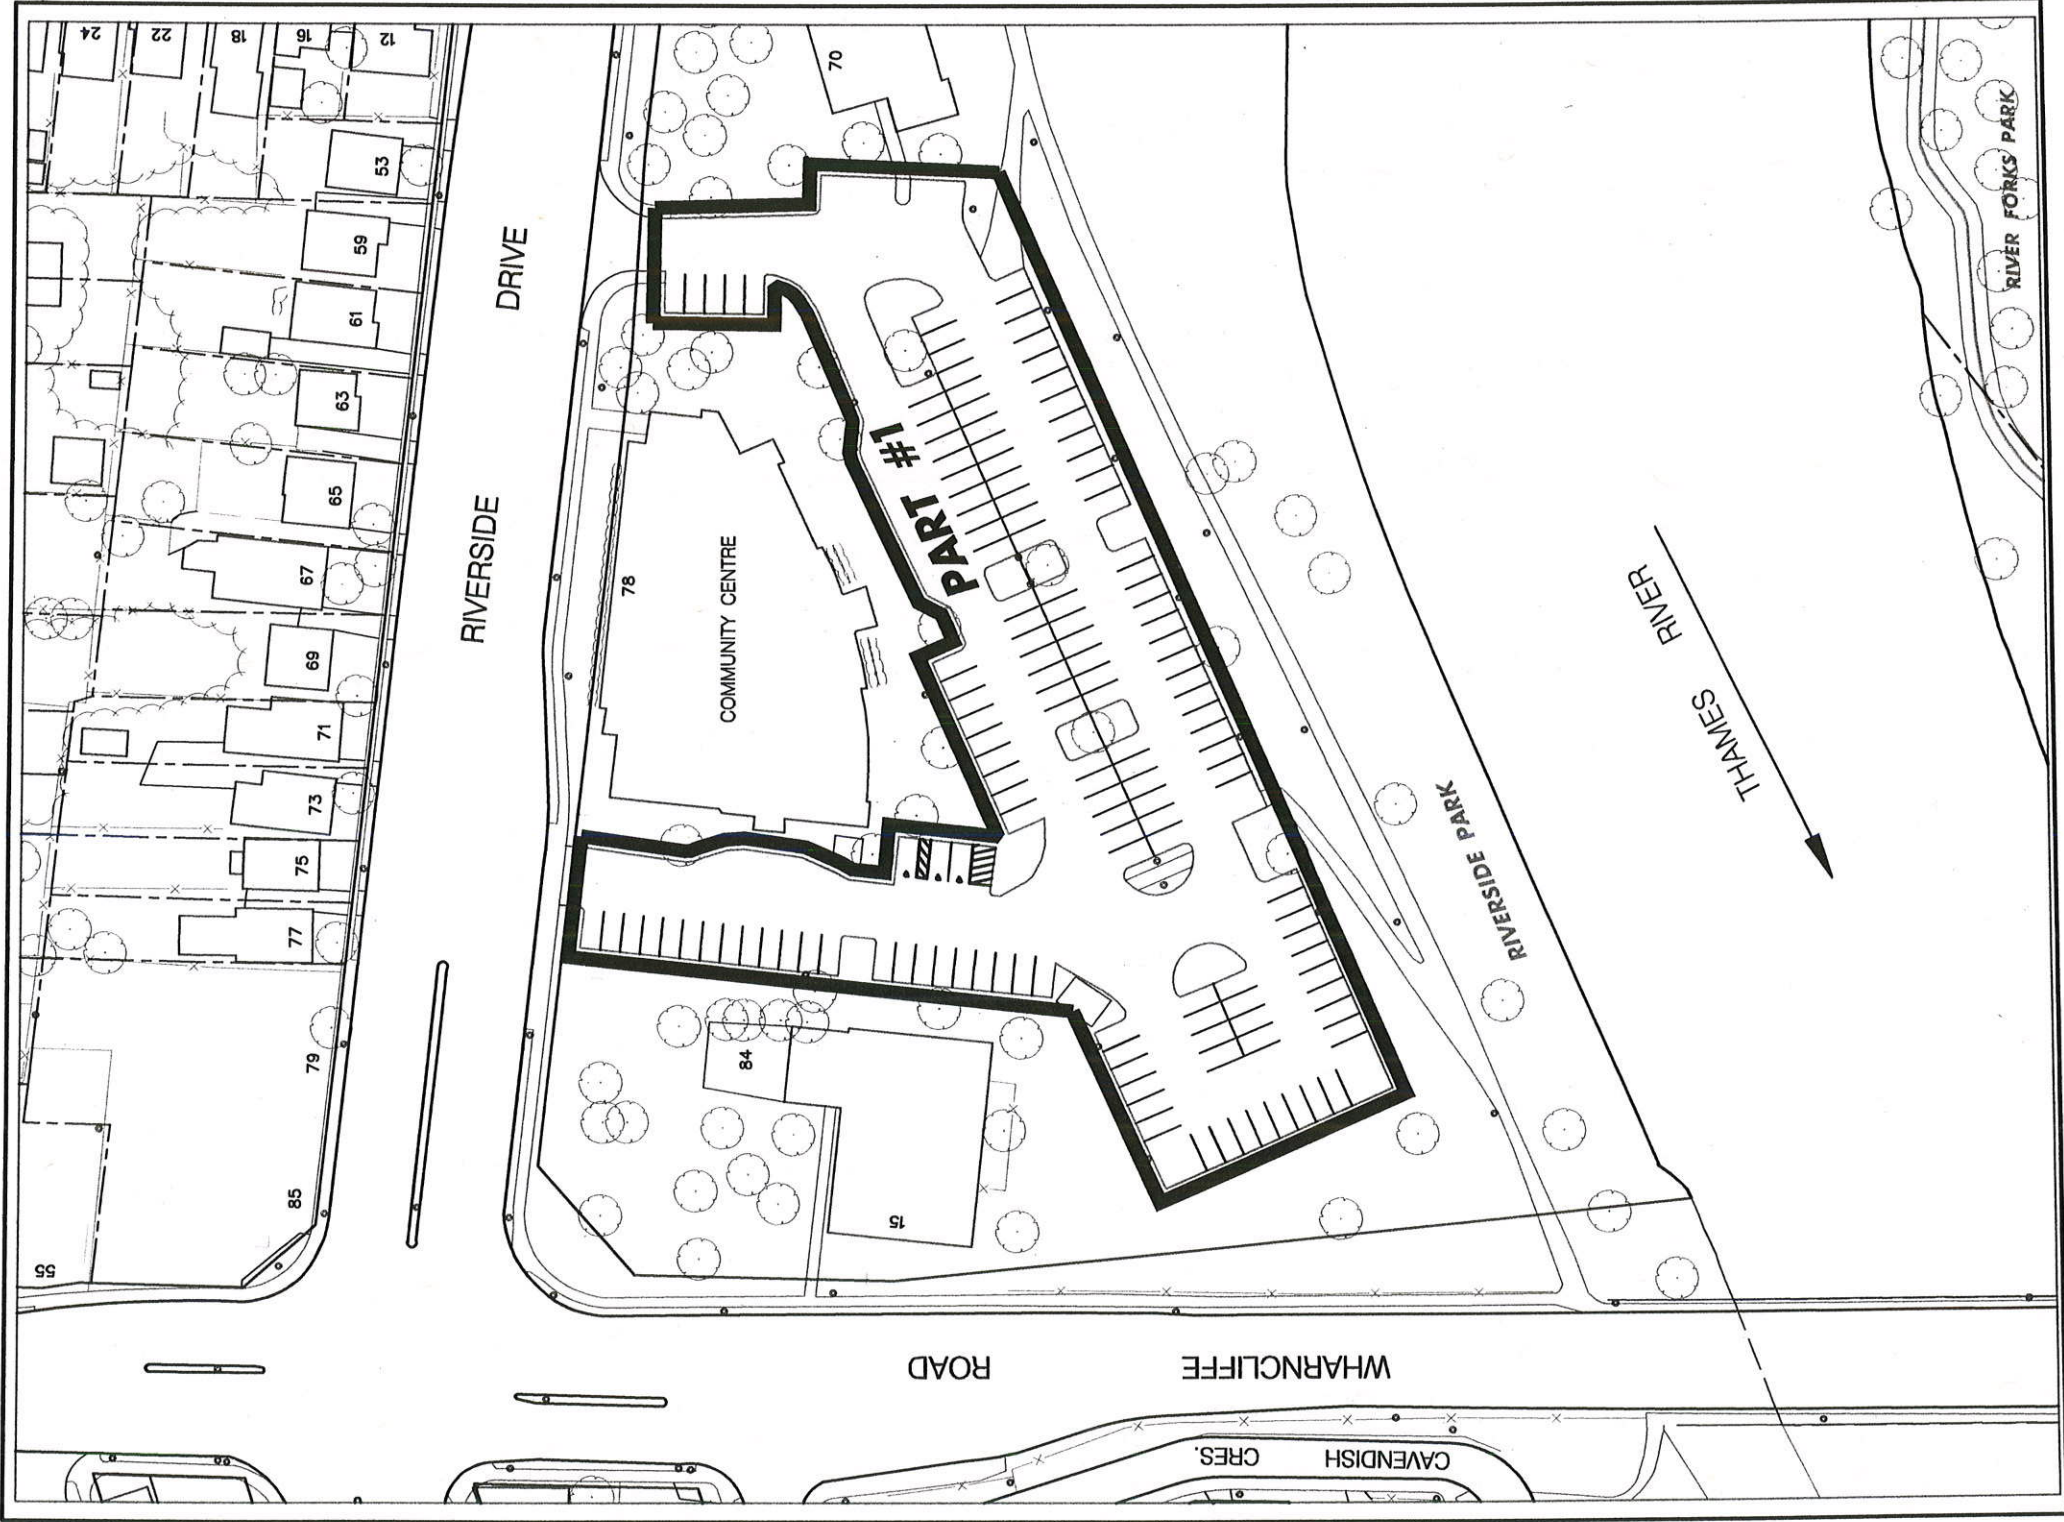 24
22
18
16
12
70
53
59
61
63
65
67
69
71
73
75
77
79
85
55
RIVERSIDE DRIVE
78
COMMUNITY CENTRE
PART #1
84
15
RIVER FORKS PARK
THAMES RIVER
RIVERSIDE PARK
WHARNCLIFFE ROAD
CAVENDISH CRES.